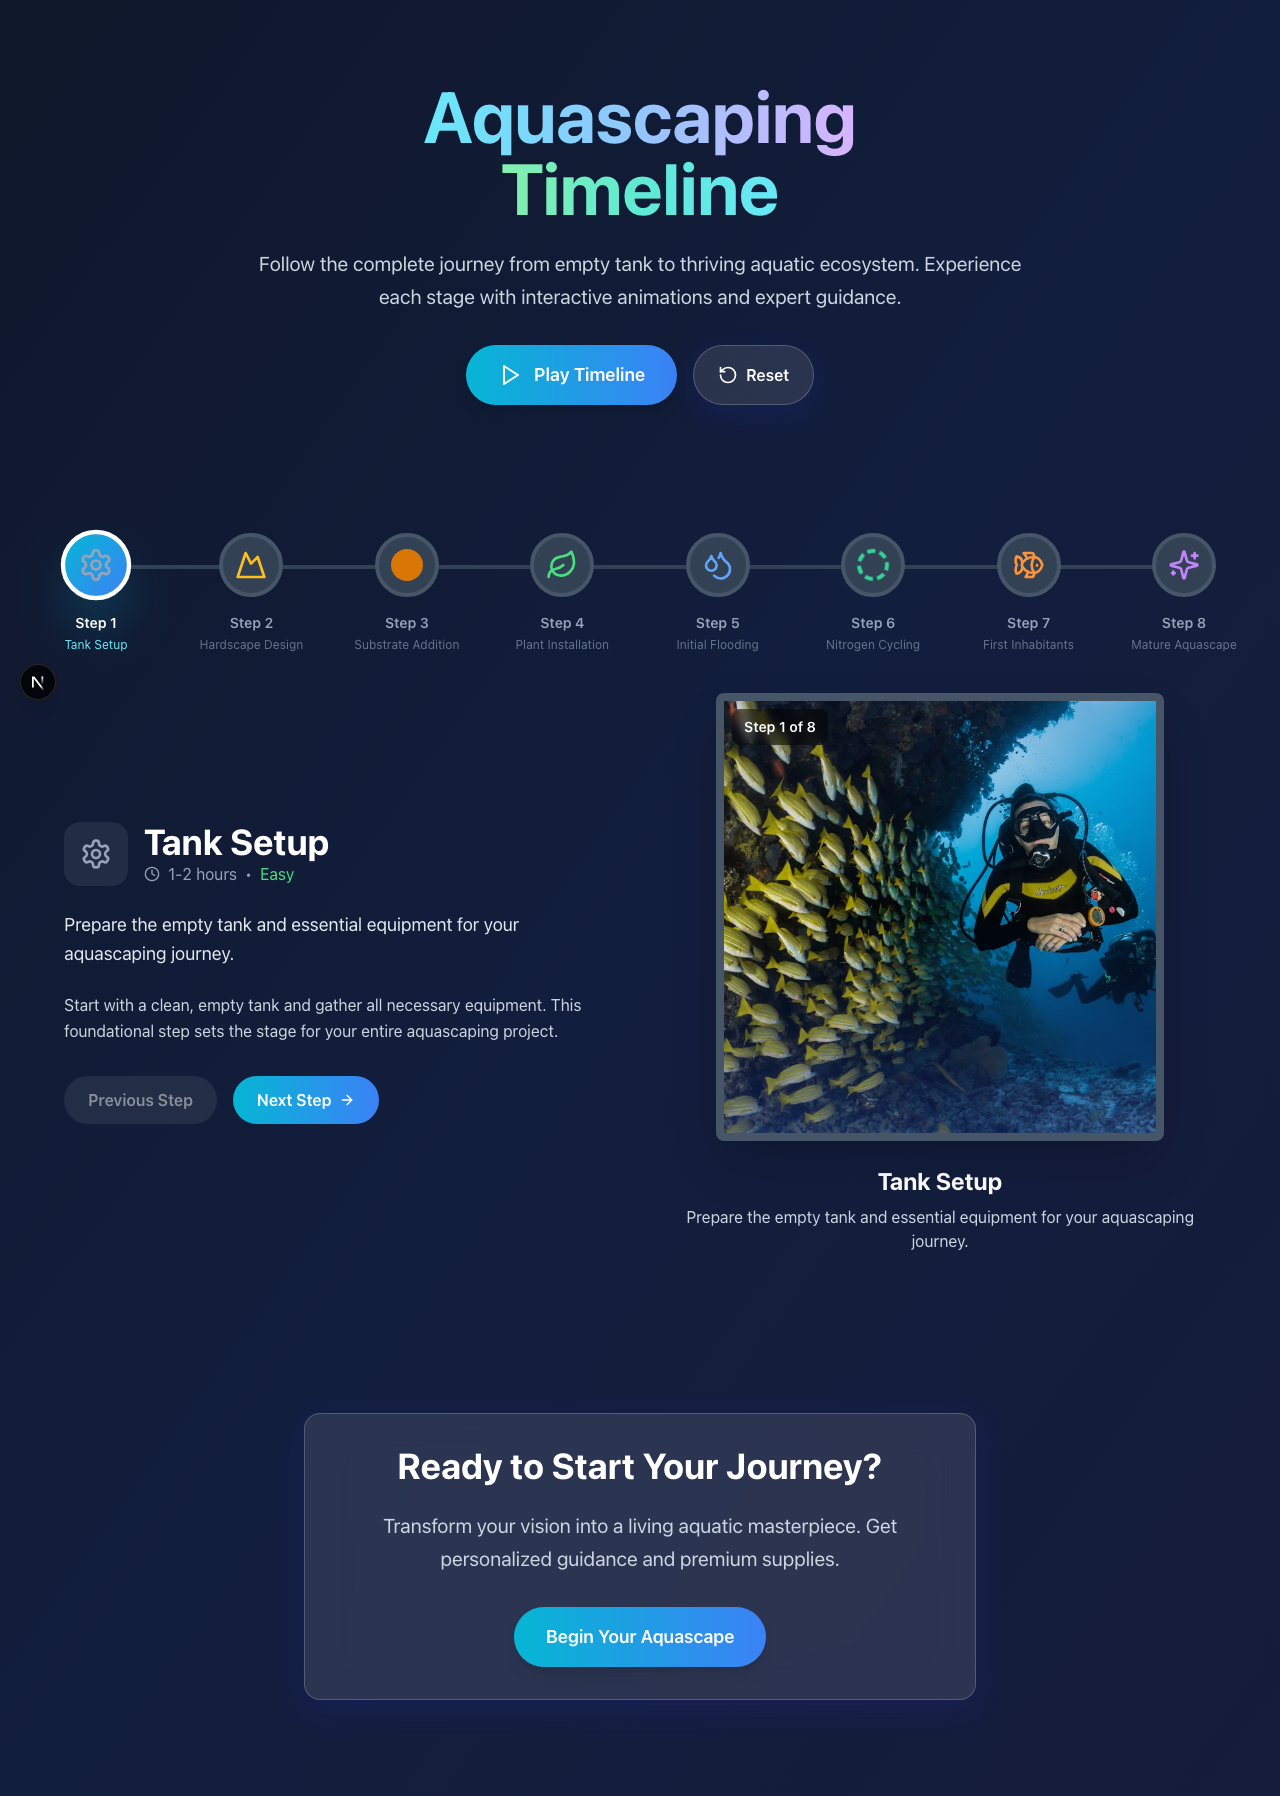 Aquascaping
Timeline
Follow the complete journey from empty tank to thriving aquatic ecosystem. Experience
each stage with interactive animations and expert guidance.
Play Timeline
Reset
Step 1
Tank Setup
Step 2
Hardscape Design
Step 3
Substrate Addition
Step 4
Plant Installation
Step 5
Initial Flooding
Step 6
Nitrogen Cycling
Step 7
First Inhabitants
Step 8
Mature Aquascape
N
Step 1 of 8
Tank Setup
1-2 hours • Easy
Prepare the empty tank and essential equipment for your
aquascaping journey.
Start with a clean, empty tank and gather all necessary equipment. This
foundational step sets the stage for your entire aquascaping project.
Previous Step
Next Step
Tank Setup
Prepare the empty tank and essential equipment for your aquascaping
journey.
Ready to Start Your Journey?
Transform your vision into a living aquatic masterpiece. Get
personalized guidance and premium supplies.
Begin Your Aquascape